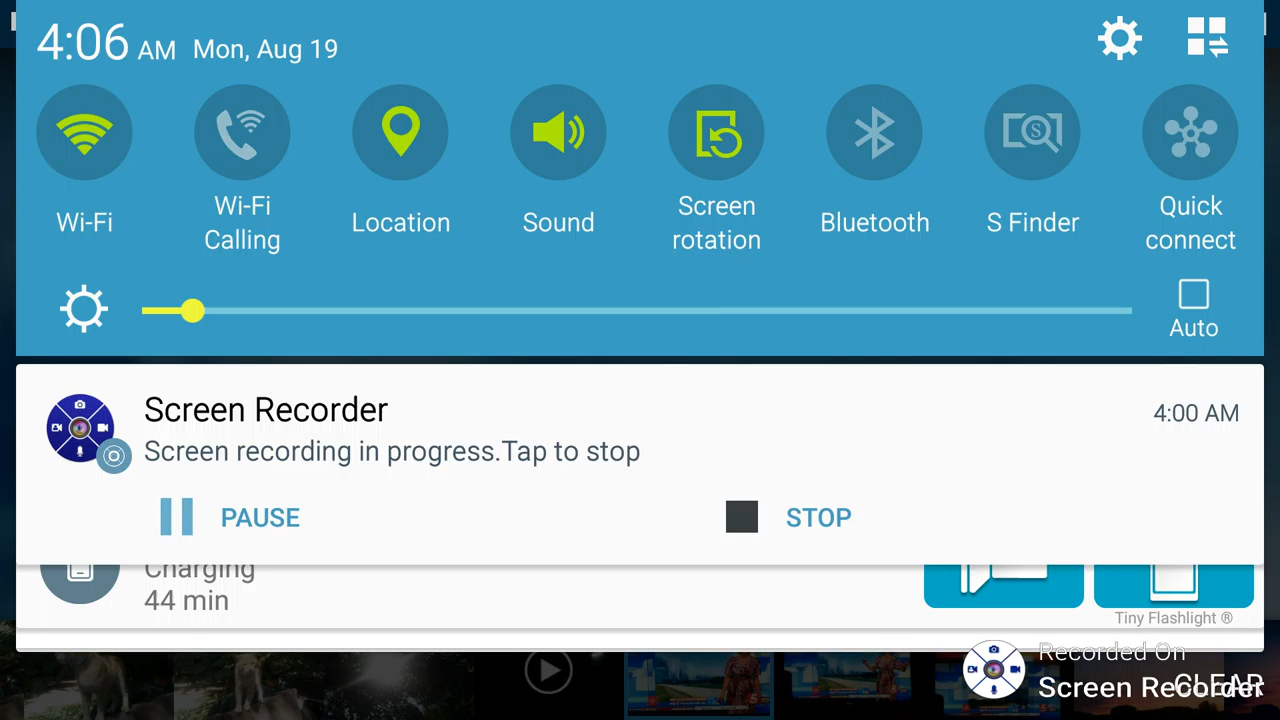 4:06 AM Mon, Aug 19
Wi-Fi
Wi-Fi
Calling
Location
Sound
Screen
rotation
Bluetooth
S Finder
Quick
connect
Auto
Screen Recorder
4:00 AM
Screen recording in progress.Tap to stop
PAUSE
STOP
Charging
44 min
Tiny Flashlight ®
Recorded On
Screen Recorder
CLEAR